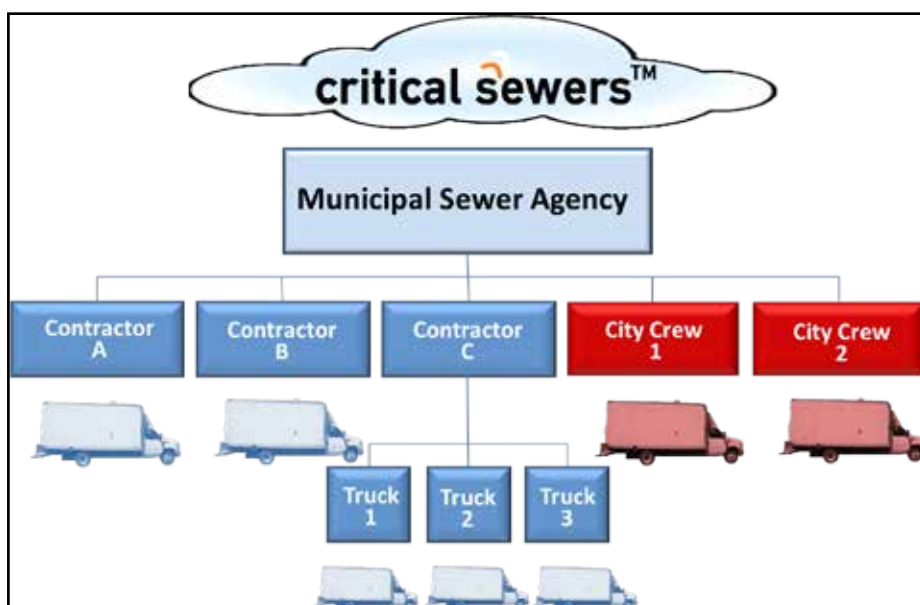 critical sewers™
Municipal Sewer Agency
Contractor
A
Contractor
B
Contractor
C
City Crew
1
City Crew
2
Truck
1
Truck
2
Truck
3